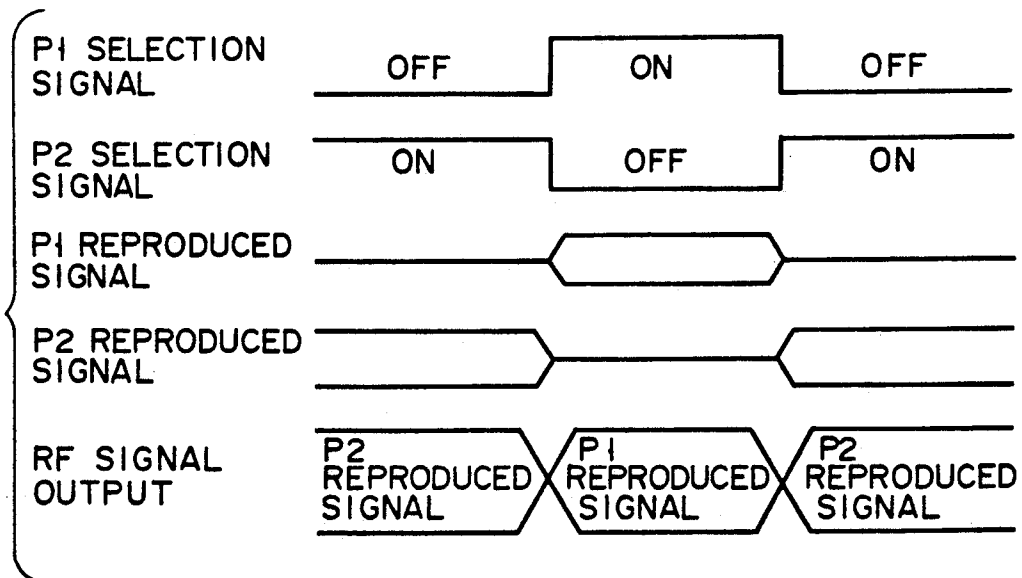 P1 SELECTION
SIGNAL
OFF
ON
OFF
P2 SELECTION
SIGNAL
ON
OFF
ON
P1 REPRODUCED
SIGNAL
P2 REPRODUCED
SIGNAL
RF SIGNAL
OUTPUT
P2
REPRODUCED
SIGNAL
P1
REPRODUCED
SIGNAL
P2
REPRODUCED
SIGNAL